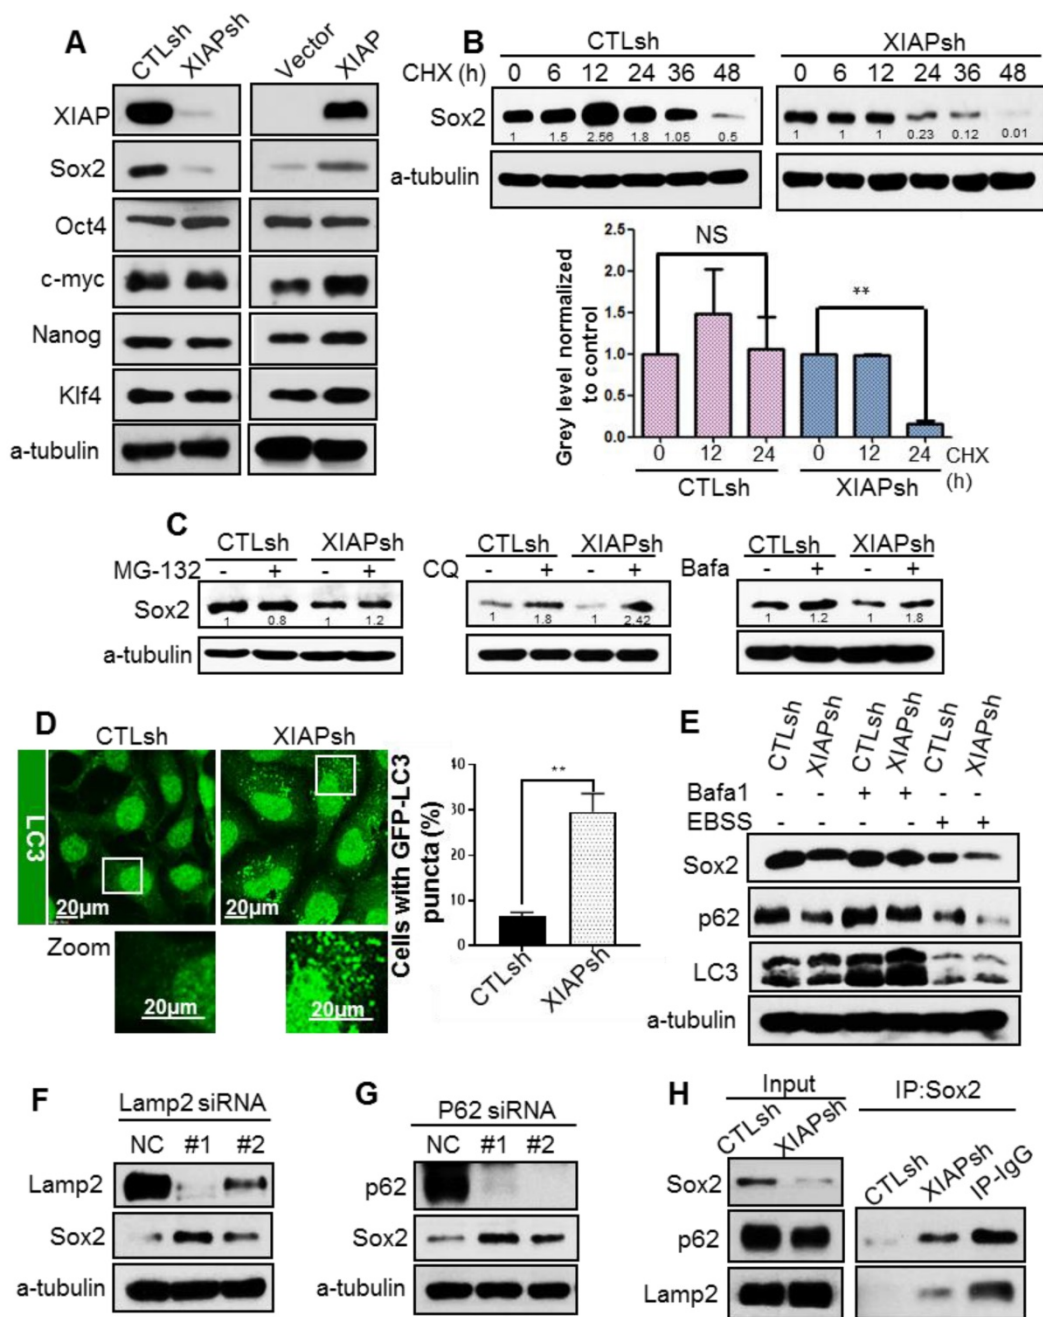 A
CTLsh XIAPsh Vector XIAP
XIAP
Sox2
Oct4
c-myc
Nanog
Klf4
a-tubulin
B
CTLsh XIAPsh
CHX (h) 0 6 12 24 36 48 0 6 12 24 36 48
Sox2
1 1.5 2.56 1.8 1.05 0.5 1 1 1 0.23 0.12 0.01
a-tubulin
Grey level normalized
to control
2.5
2.0
1.5
1.0
0.5
0.0
NS **
0 12 24 0 12 24 CHX
(h)
CTLsh XIAPsh
C
CTLsh XIAPsh CTLsh XIAPsh CTLsh XIAPsh
MG-132 - + - + CQ - + - + Bafa - + - +
Sox2
1 0.8 1 1.2 1 1.8 1 2.42 1 1.2 1 1.8
a-tubulin
D
CTLsh XIAPsh
LC3
20μm 20μm
Zoom
20μm 20μm
Cells with GFP-LC3
puncta (%)
**
40
30
20
10
0
CTLsh XIAPsh
E
CTLsh XIAPsh CTLsh XIAPsh CTLsh XIAPsh
Bafa1 - - + + - -
EBSS - - - - + +
Sox2
p62
LC3
a-tubulin
F
Lamp2 siRNA
NC #1 #2
Lamp2
Sox2
a-tubulin
G
P62 siRNA
NC #1 #2
p62
Sox2
a-tubulin
H
Input IP:Sox2
CTLsh XIAPsh CTLsh XIAPsh IP-IgG
Sox2
p62
Lamp2